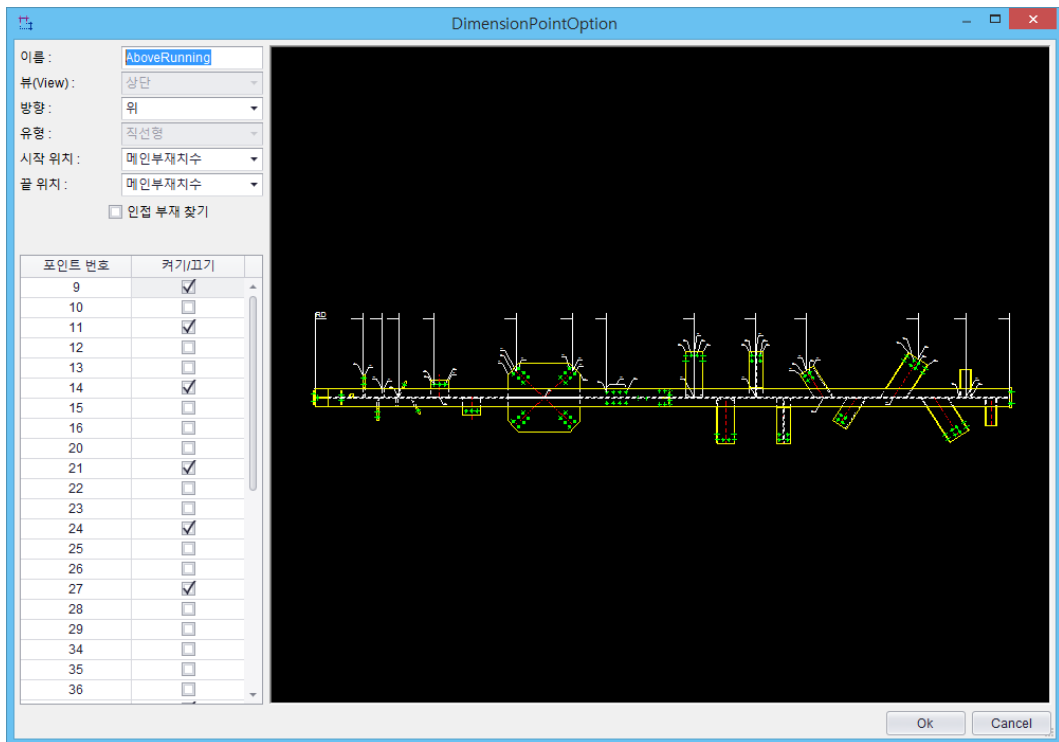 DimensionPointOption
이름 : AboveRunning
뷰(View) : 상단
방향 : 위
유형 : 직선형
시작 위치 : 메인부재치수
끝 위치 : 메인부재치수
인접 부재 찾기
포인트 번호 켜기/끄기
9
10
11
12
13
14
15
16
20
21
22
23
24
25
26
27
28
29
34
35
36
RD
Ok Cancel